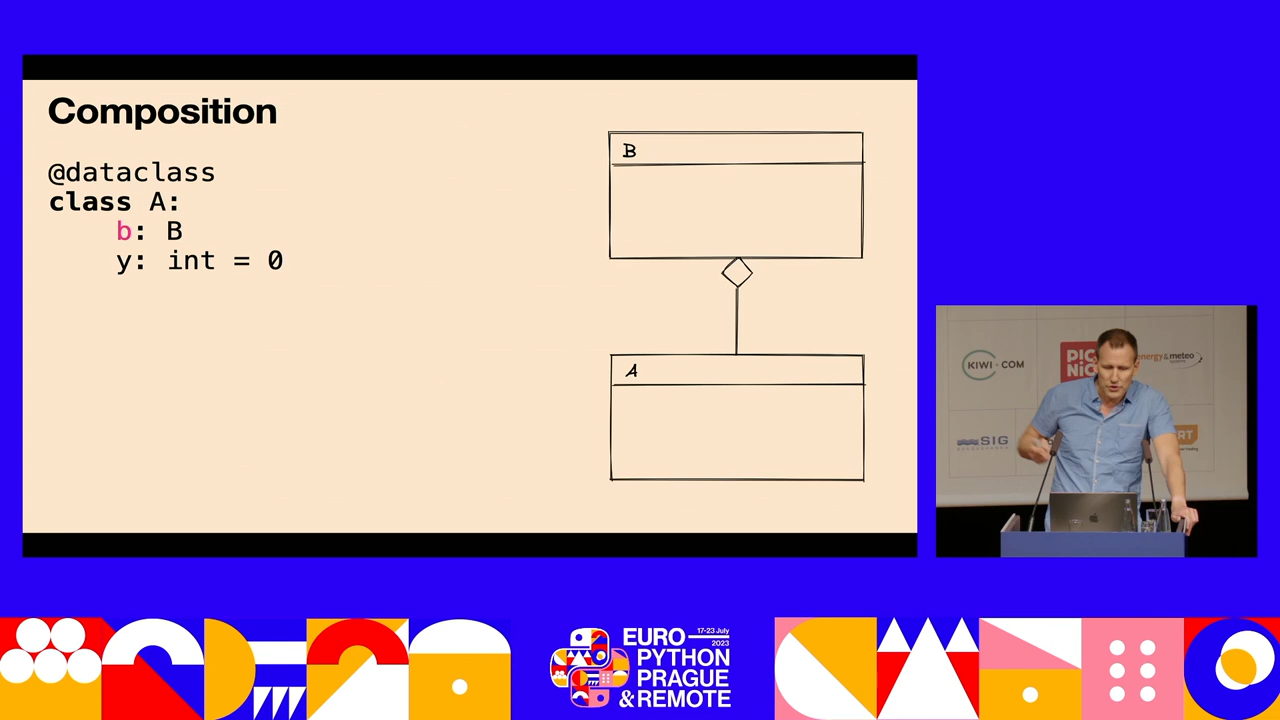 Composition
@dataclass
class A:
    b: B
    y: int = 0
B
A
KIWI.COM
PIC
NIC
energy & meteo
systems
SIG
EURO
17-23 July
2023
PYTHON
PRAGUE
& REMOTE